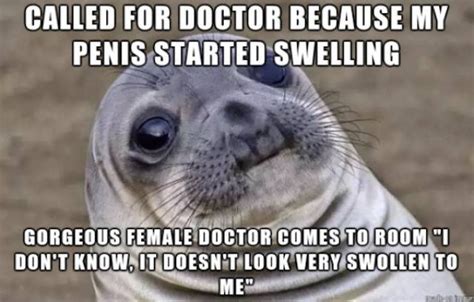 CALLED FOR DOCTOR BECAUSE MY
PENIS STARTED SWELLING
GORGEOUS FEMALE DOCTOR COMES TO ROOM "I
DON'T KNOW, IT DOESN'T LOOK VERY SWOLLEN TO
ME"